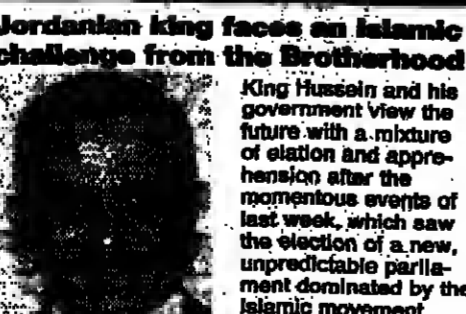 Jordanian king faces an Islamic
challenge from the Brotherhood
King Hussein and his
government view the
future with a mixture
of elation and appre-
hension after the
momentous events of
last week, which saw
the election of a new,
unpredictable parlia-
ment dominated by the
Islamic movement